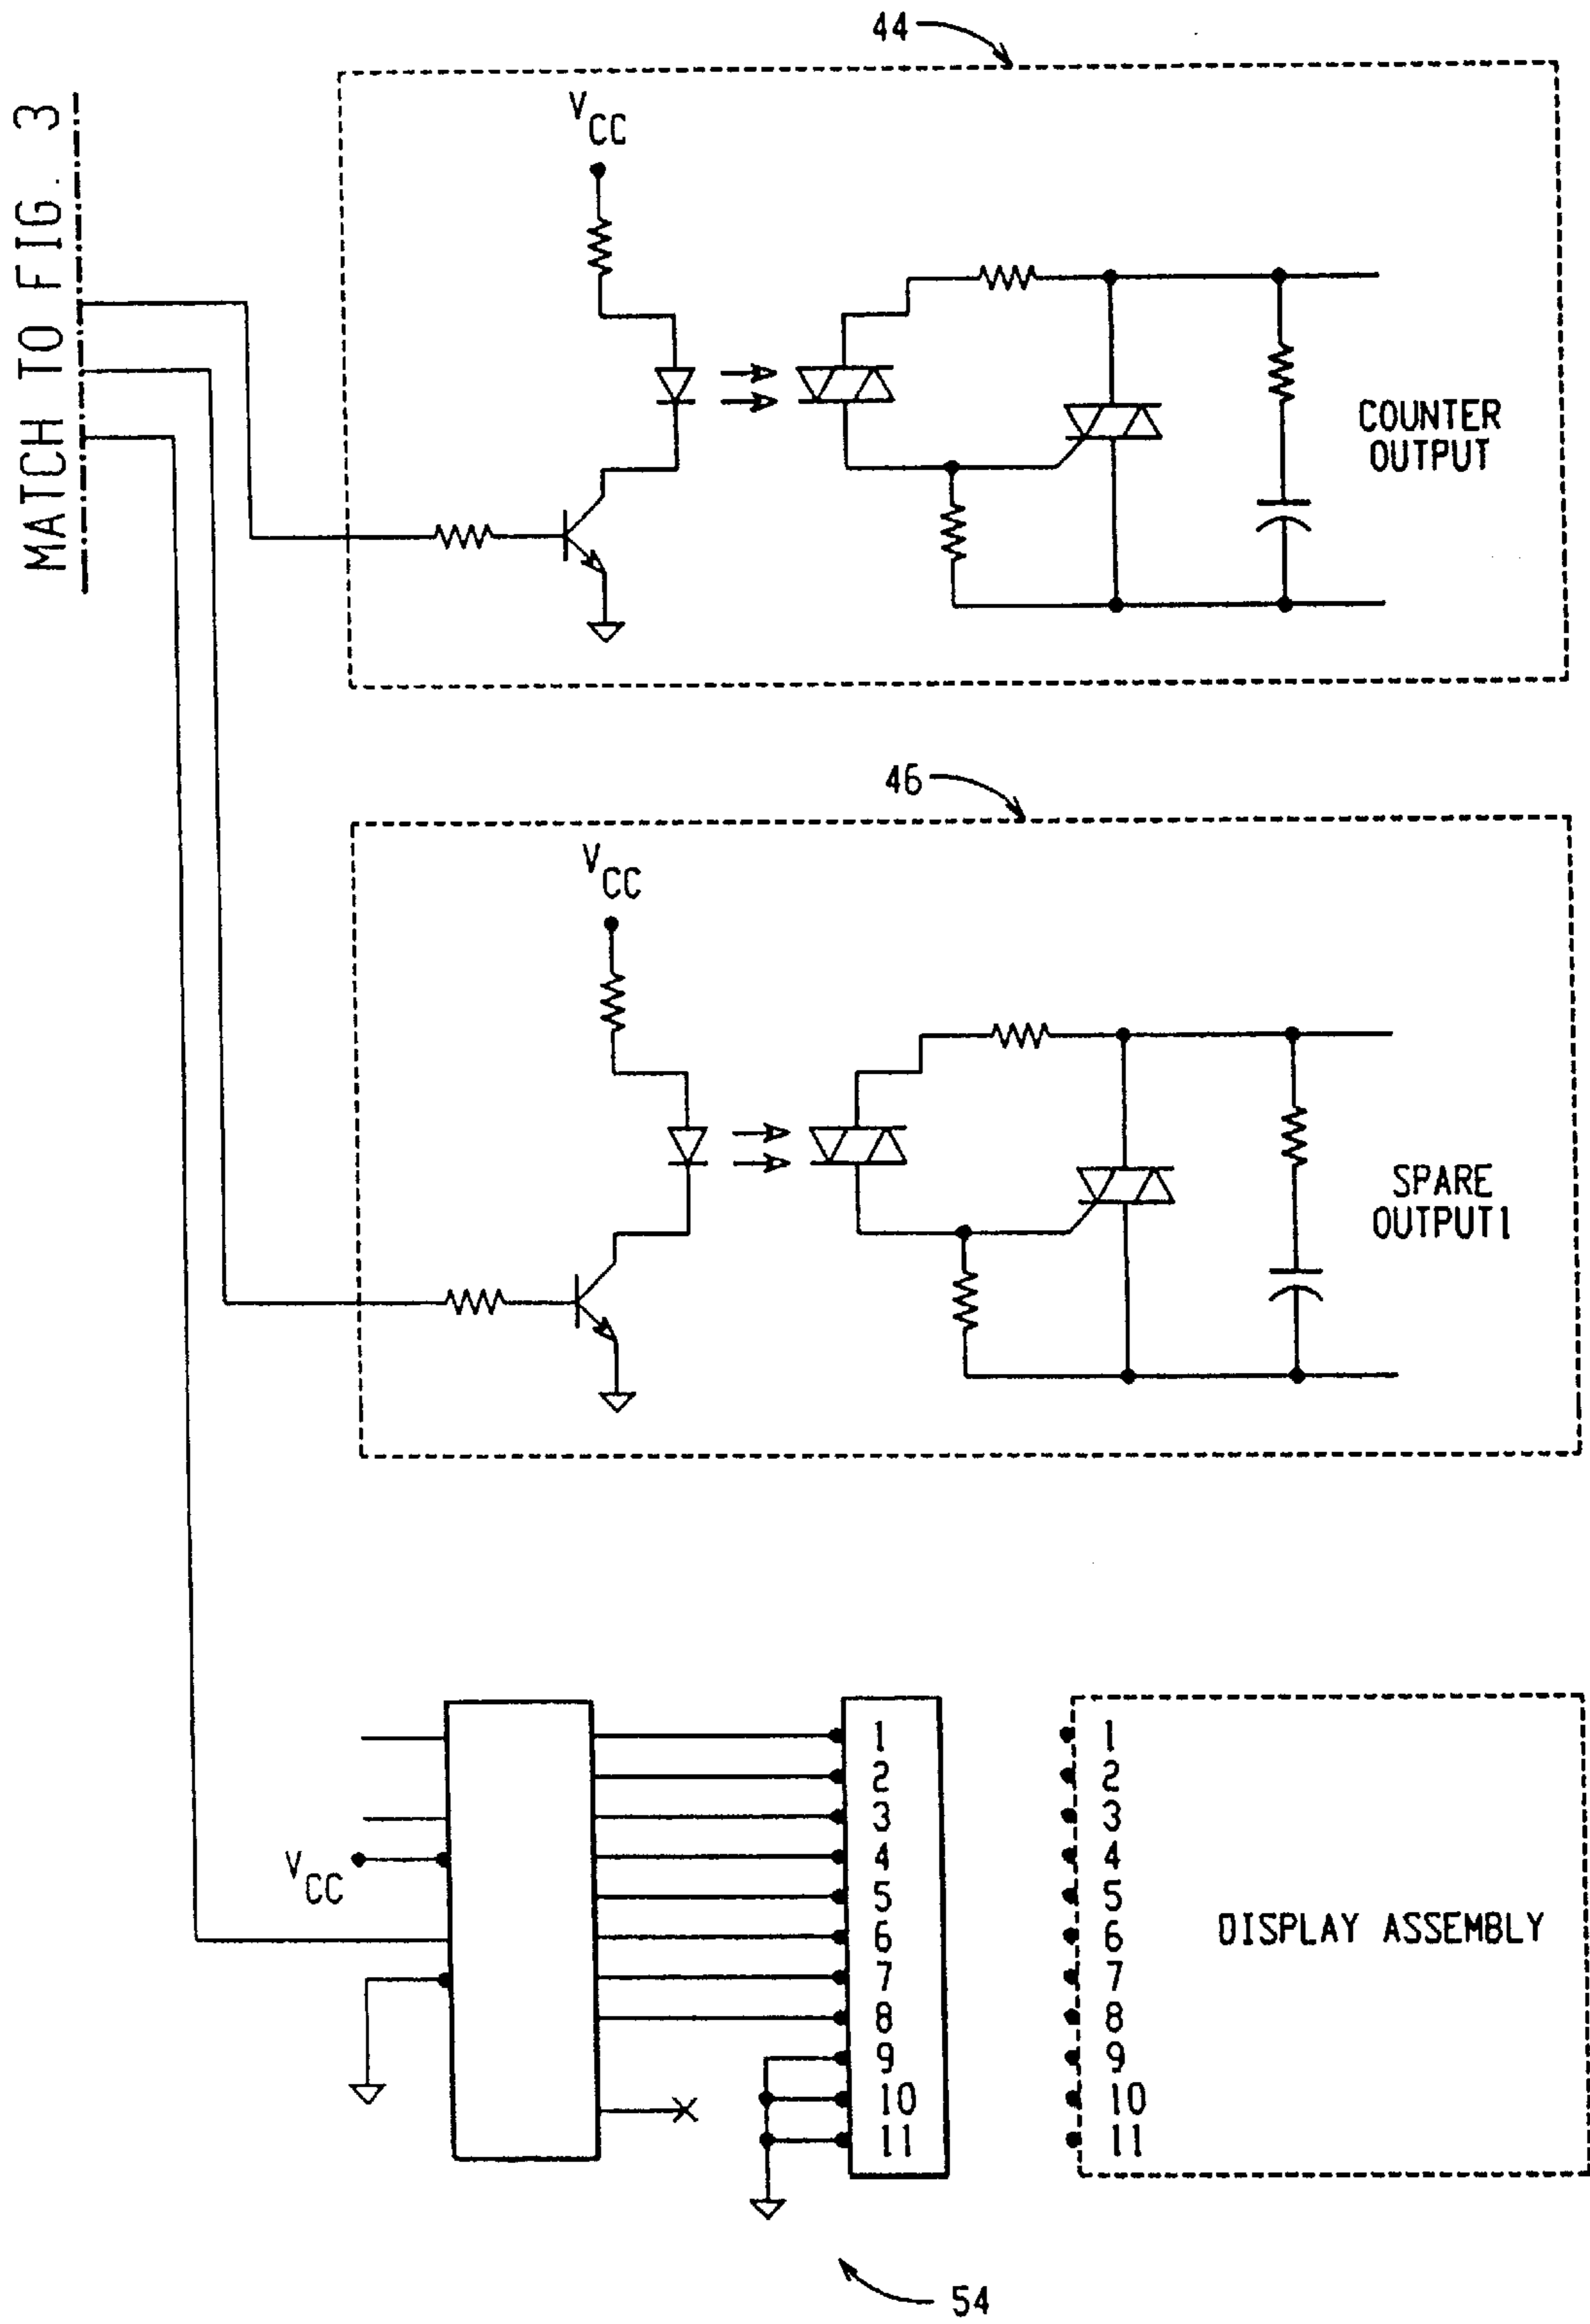 MATCH TO FIG. 3
44
VCC
COUNTER
OUTPUT
46
VCC
SPARE
OUTPUT1
VCC
1
2
3
4
5
6
7
8
9
10
11
1
2
3
4
5
6
7
8
9
10
11
DISPLAY ASSEMBLY
54